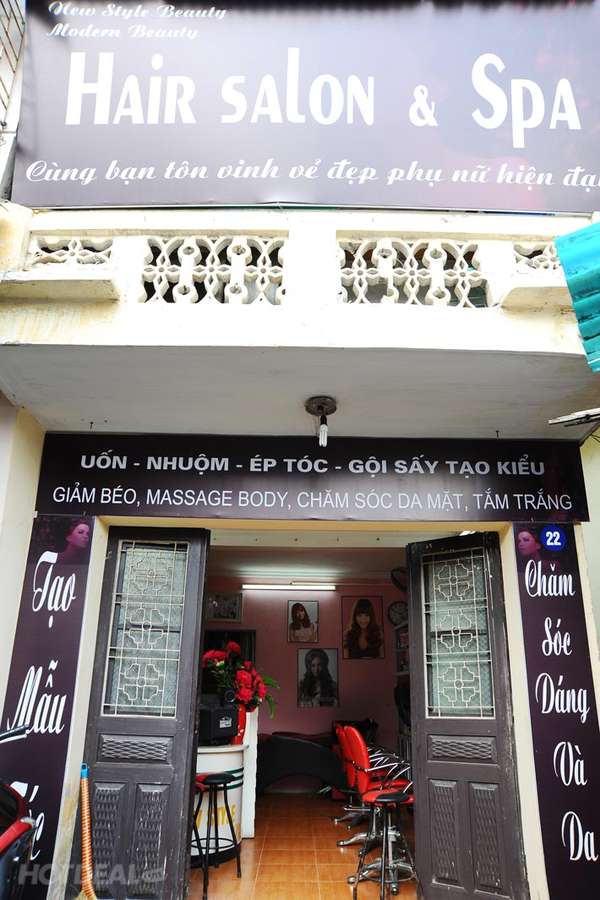 New Style Beauty
Modern Beauty
HAIR SALON & SPA
Cùng bạn tôn vinh vẻ đẹp phụ nữ hiện đại
UỐN - NHUỘM - ÉP TÓC - GỘI SẤY TẠO KIỂU
GIẢM BÉO, MASSAGE BODY, CHĂM SÓC DA MẶT, TẮM TRẮNG
22
Tạo
Mẫu
Tóc
Chăm
Sóc
Dáng
Và
Da
HOTDEAL